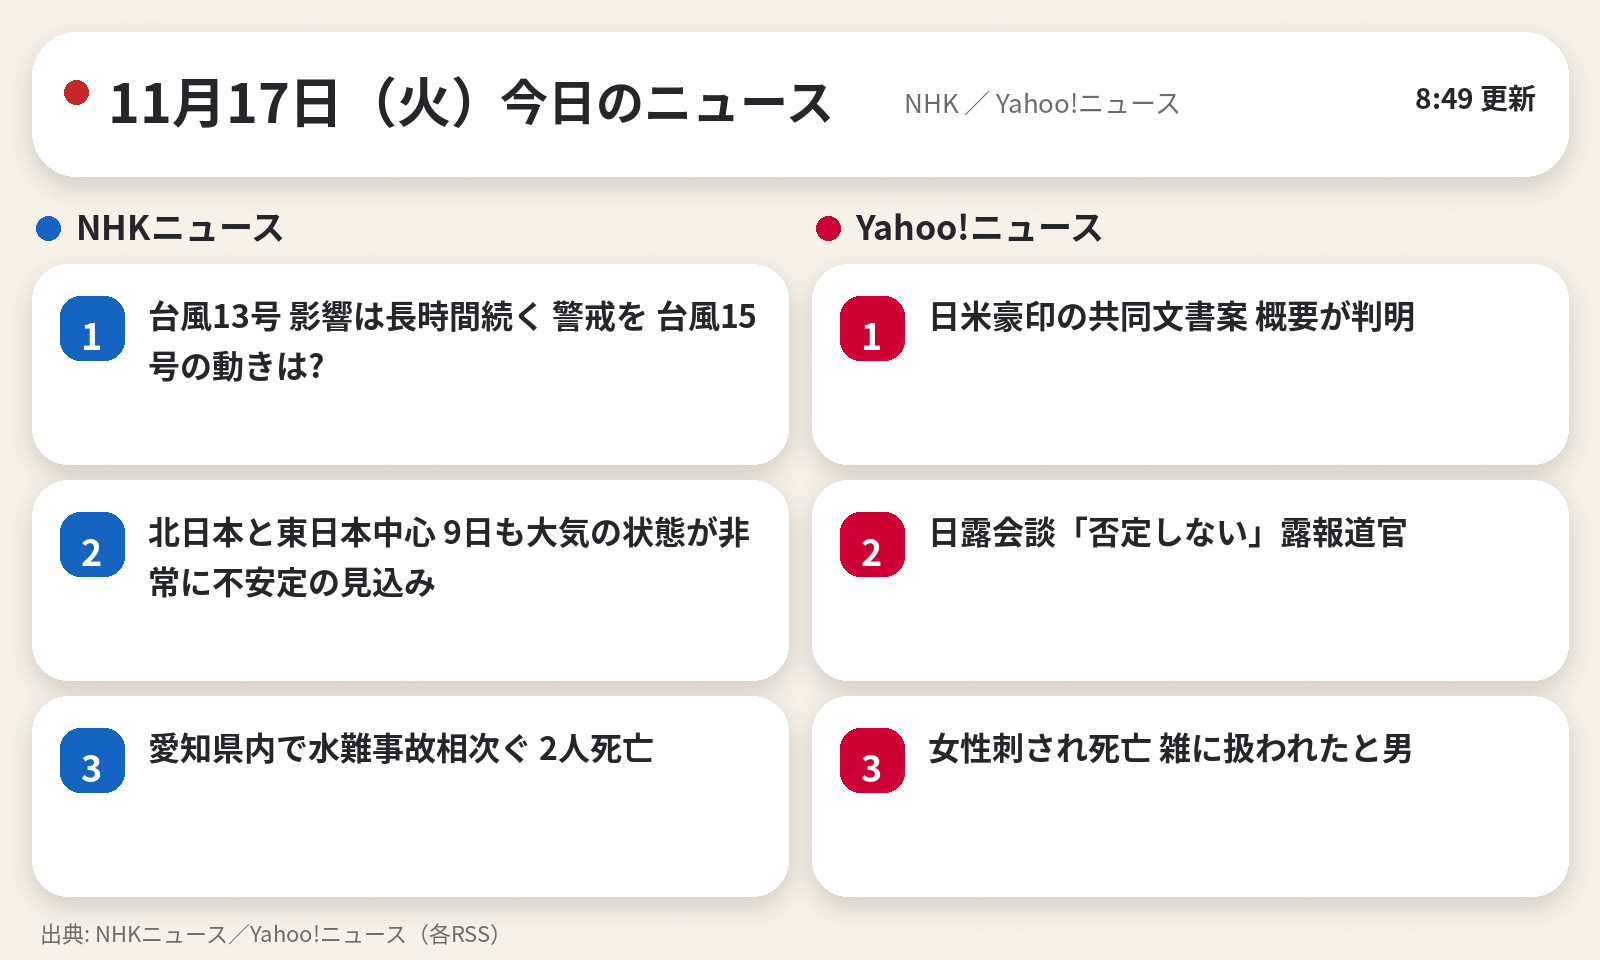 11月17日（火）今日のニュース
NHK ／ Yahoo!ニュース
8:49 更新
NHKニュース
1
台風13号 影響は長時間続く 警戒を 台風15
号の動きは?
2
北日本と東日本中心 9日も大気の状態が非
常に不安定の見込み
3
愛知県内で水難事故相次ぐ 2人死亡
Yahoo!ニュース
1
日米豪印の共同文書案 概要が判明
2
日露会談「否定しない」露報道官
3
女性刺され死亡 雑に扱われたと男
出典: NHKニュース／Yahoo!ニュース（各RSS）